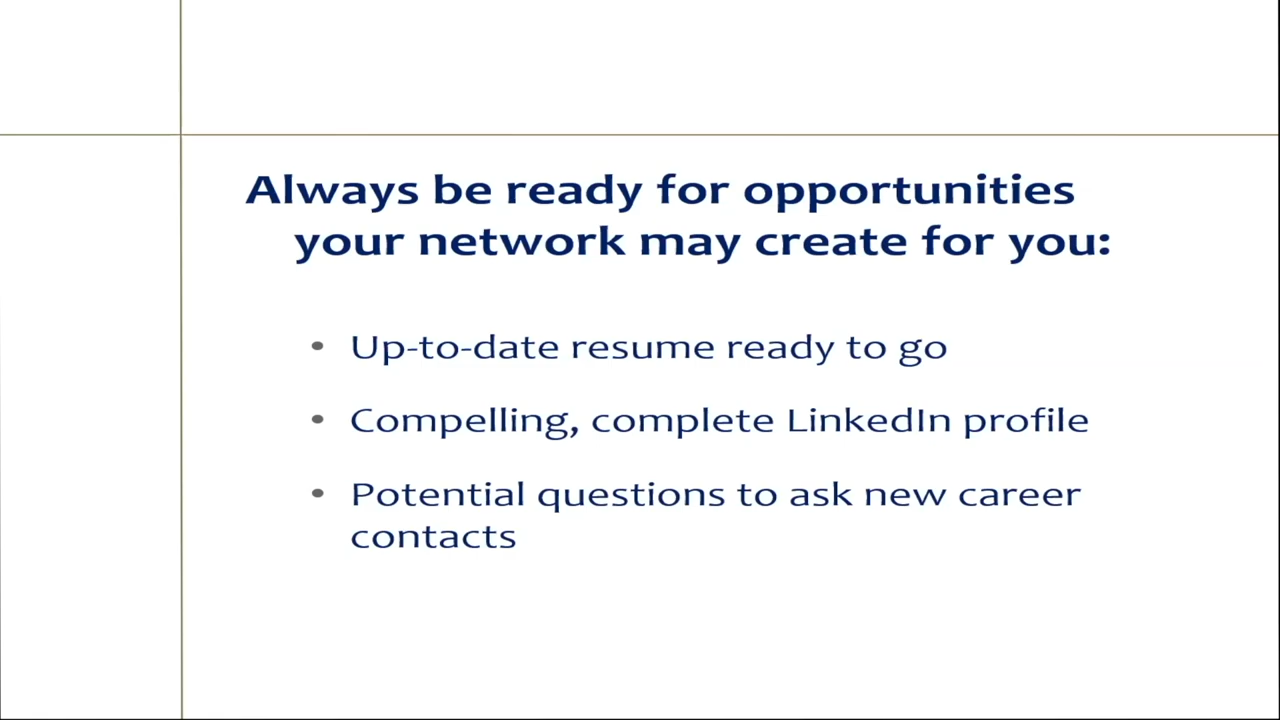 Always be ready for opportunities
your network may create for you:
• Up-to-date resume ready to go
• Compelling, complete LinkedIn profile
• Potential questions to ask new career
contacts